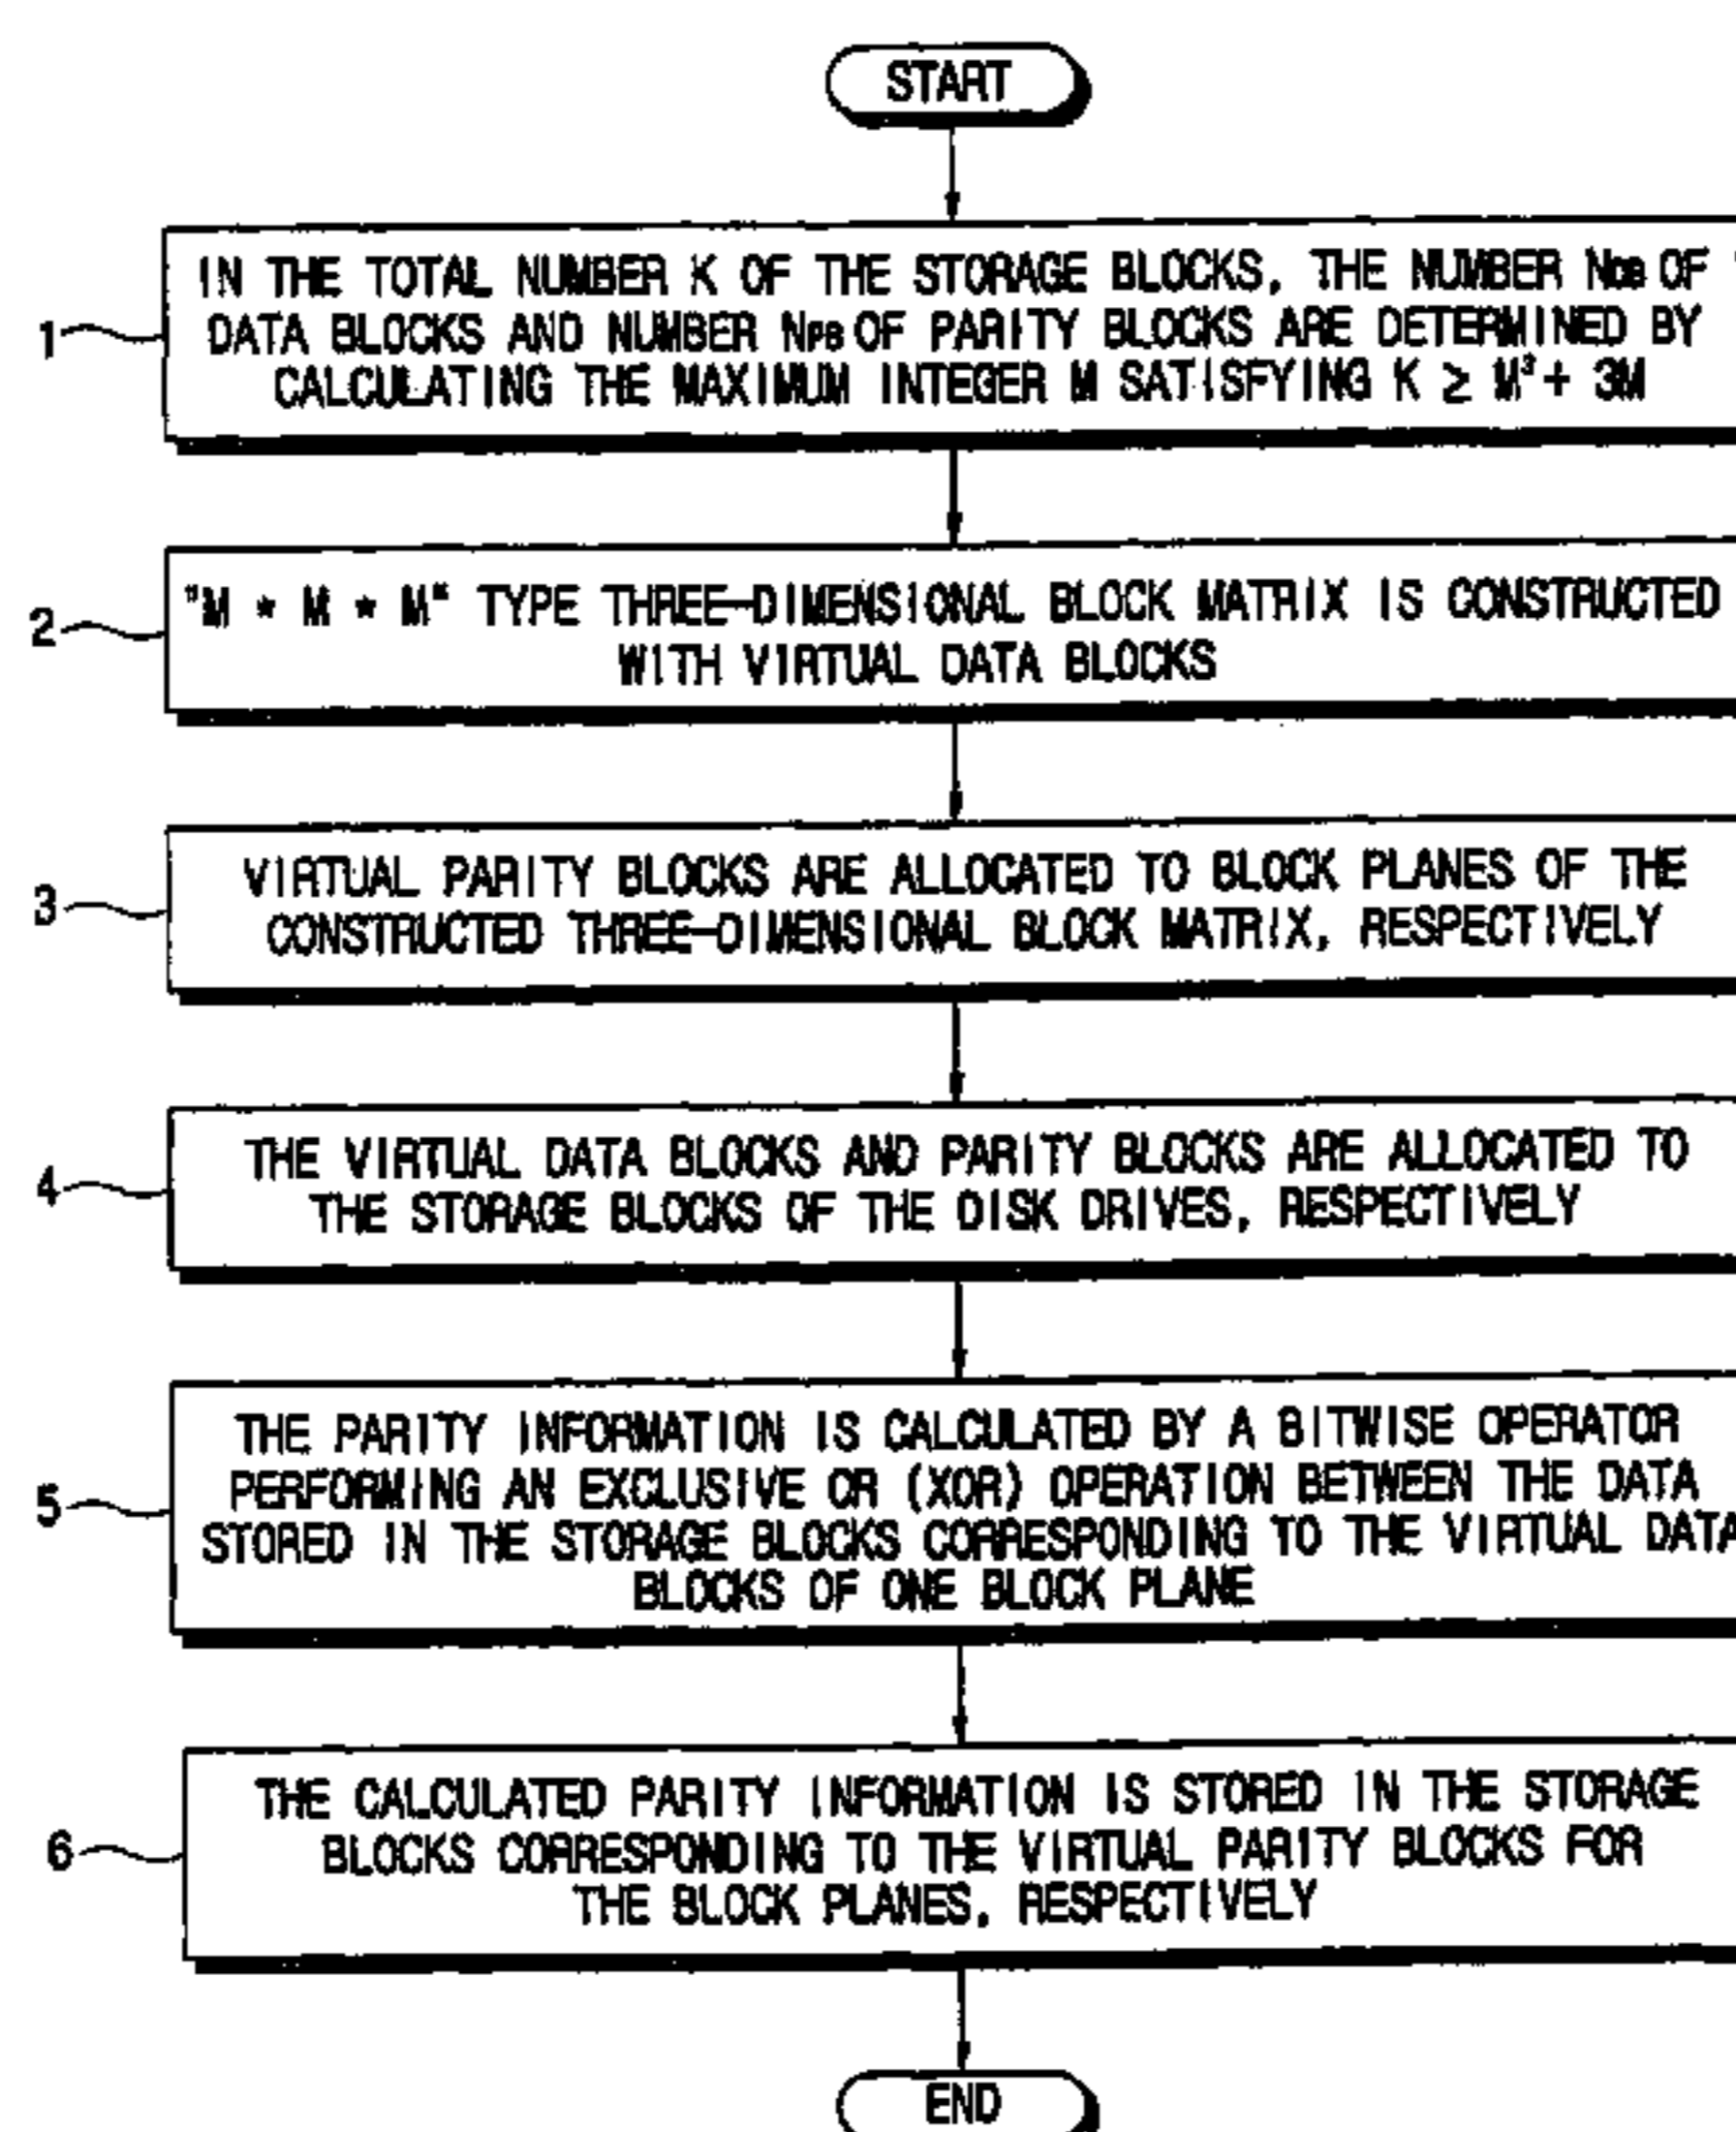 START
1
IN THE TOTAL NUMBER K OF THE STORAGE BLOCKS, THE NUMBER NDB OF
DATA BLOCKS AND NUMBER NPB OF PARITY BLOCKS ARE DETERMINED BY
CALCULATING THE MAXIMUM INTEGER M SATISFYING K ≥ M³+ 3M
2
"M * M * M" TYPE THREE-DIMENSIONAL BLOCK MATRIX IS CONSTRUCTED
WITH VIRTUAL DATA BLOCKS
3
VIRTUAL PARITY BLOCKS ARE ALLOCATED TO BLOCK PLANES OF THE
CONSTRUCTED THREE-DIMENSIONAL BLOCK MATRIX, RESPECTIVELY
4
THE VIRTUAL DATA BLOCKS AND PARITY BLOCKS ARE ALLOCATED TO
THE STORAGE BLOCKS OF THE DISK DRIVES, RESPECTIVELY
5
THE PARITY INFORMATION IS CALCULATED BY A BITWISE OPERATOR
PERFORMING AN EXCLUSIVE OR (XOR) OPERATION BETWEEN THE DATA
STORED IN THE STORAGE BLOCKS CORRESPONDING TO THE VIRTUAL DATA
BLOCKS OF ONE BLOCK PLANE
6
THE CALCULATED PARITY INFORMATION IS STORED IN THE STORAGE
BLOCKS CORRESPONDING TO THE VIRTUAL PARITY BLOCKS FOR
THE BLOCK PLANES, RESPECTIVELY
END